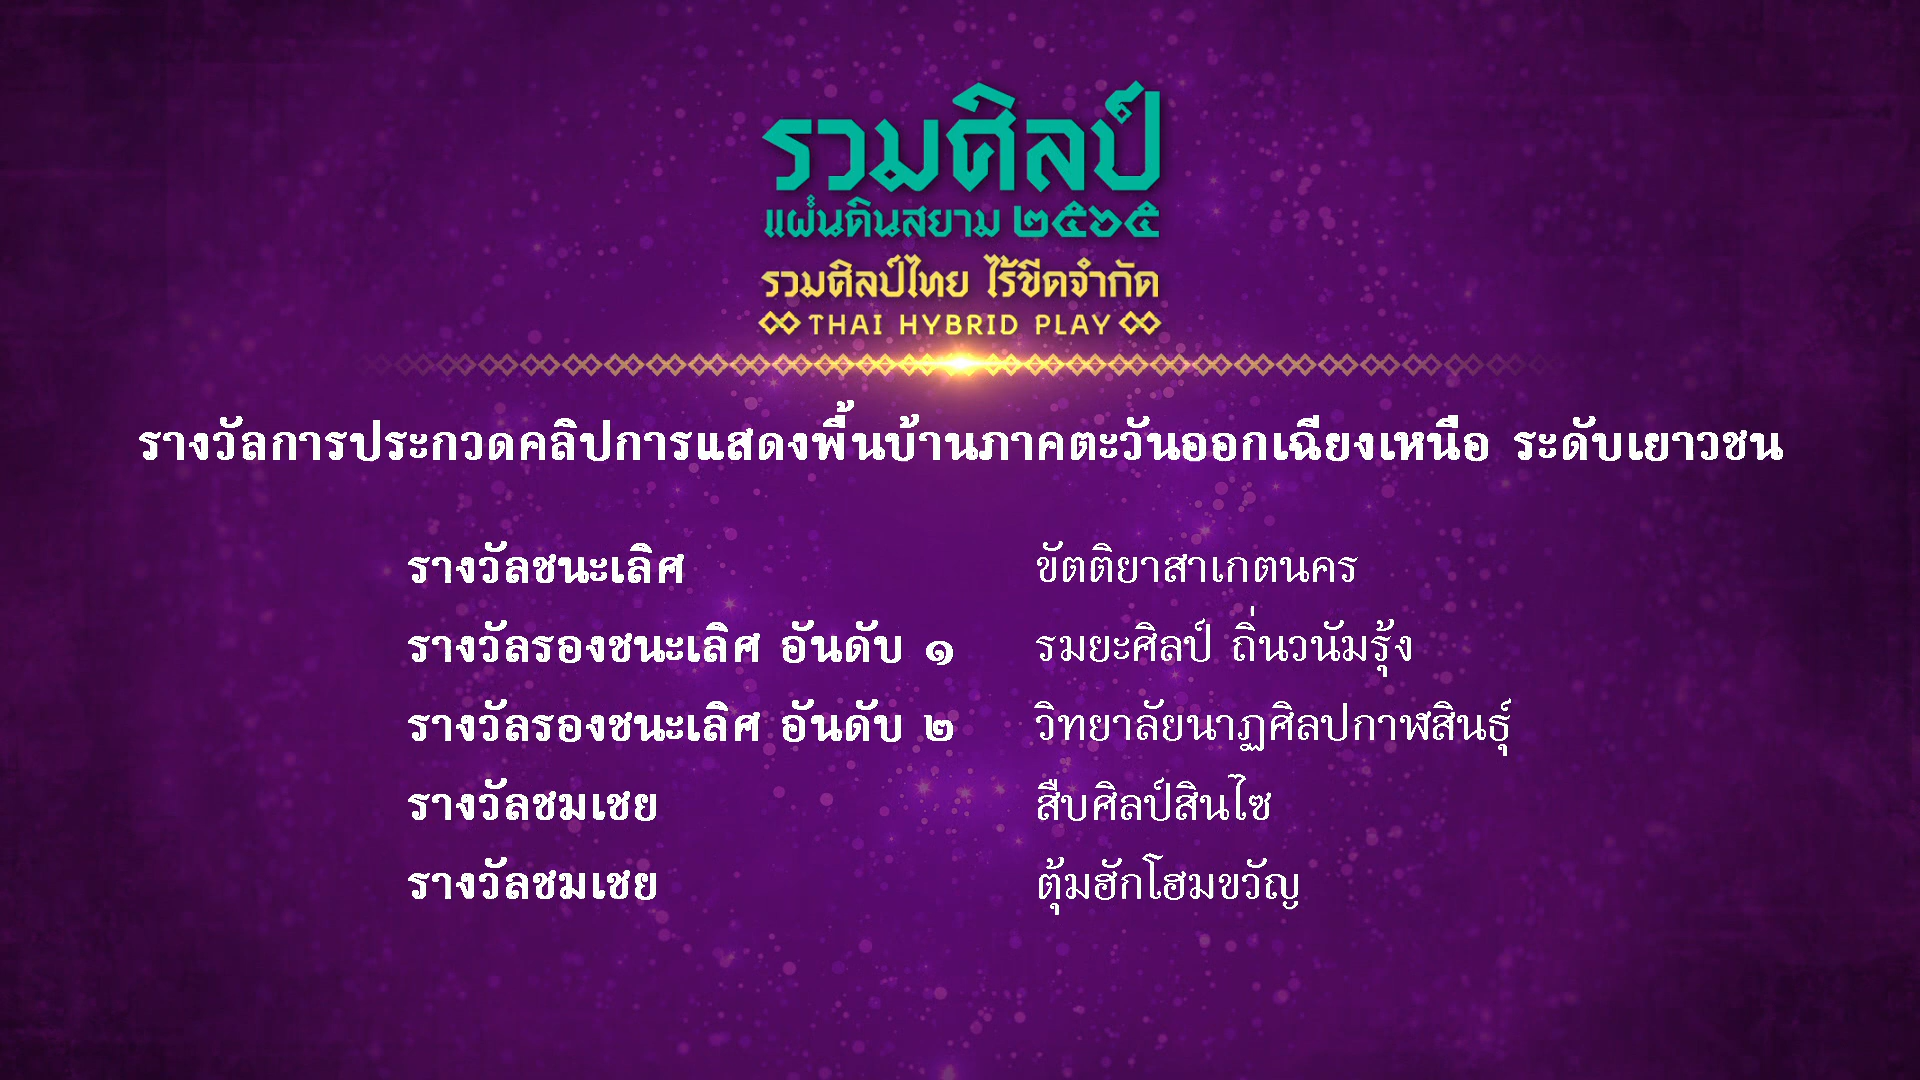 รวมศิลป์
แผ่นดินสยาม ๒๕๖๕
รวมศิลป์ไทย ไร้ขีดจำกัด
THAI HYBRID PLAY
รางวัลการประกวดคลิปการแสดงพื้นบ้านภาคตะวันออกเฉียงเหนือ ระดับเยาวชน
รางวัลชนะเลิศ ขัตติยาสาเกตนคร
รางวัลรองชนะเลิศ อันดับ ๑ รมยะศิลป์ ถิ่นวนัมรุ้ง
รางวัลรองชนะเลิศ อันดับ ๒ วิทยาลัยนาฏศิลปกาฬสินธุ์
รางวัลชมเชย สืบศิลป์สินไซ
รางวัลชมเชย ตุ้มฮักโฮมขวัญ